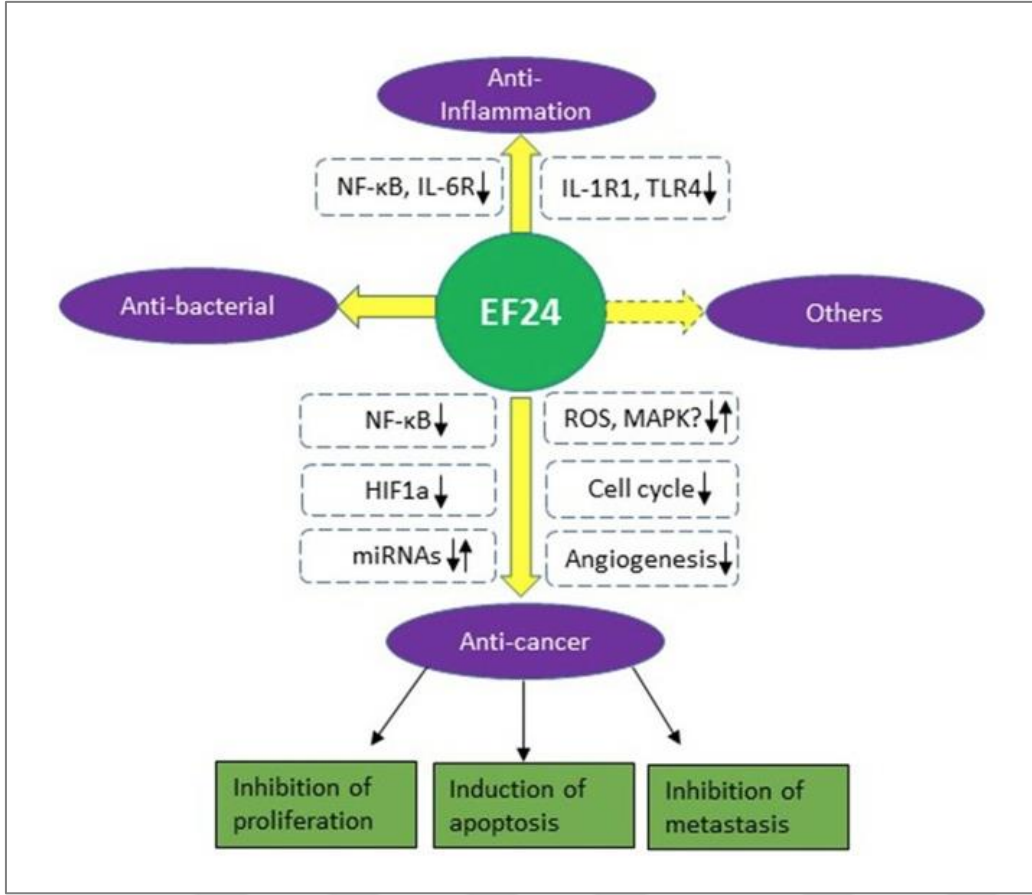 Anti-
Inflammation
NF-κB, IL-6R↓
IL-1R1, TLR4↓
Anti-bacterial
EF24
Others
NF-κB↓
ROS, MAPK?↓↑
HIF1a↓
Cell cycle↓
miRNAs↓↑
Angiogenesis↓
Anti-cancer
Inhibition of
proliferation
Induction of
apoptosis
Inhibition of
metastasis